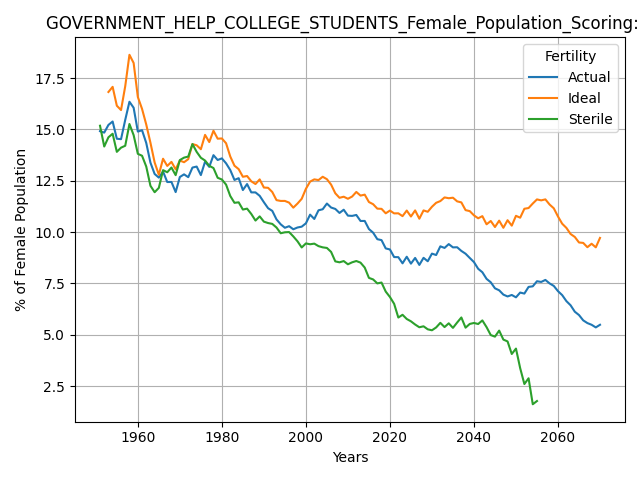 GOVERNMENT_HELP_COLLEGE_STUDENTS_Female_Population_Scoring:
Fertility
Actual
Ideal
Sterile
% of Female Population
17.5
15.0
12.5
10.0
7.5
5.0
2.5
1960 1980 2000 2020 2040 2060
Years